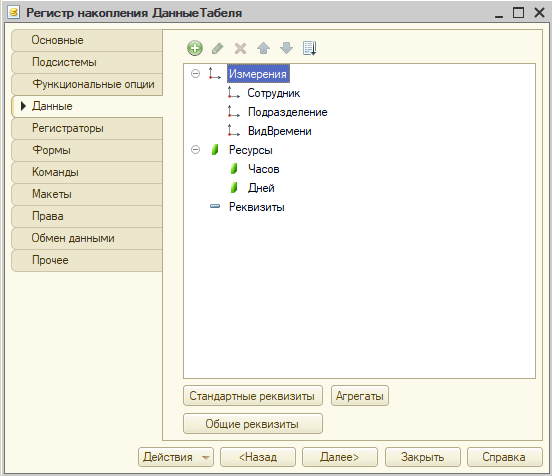 Регистр накопления ДанныеТабеля
Основные
Подсистемы
Функциональные опции
Данные
Регистраторы
Формы
Команды
Макеты
Права
Обмен данными
Прочее
Измерения
Сотрудник
Подразделение
ВидВремени
Ресурсы
Часов
Дней
Реквизиты
Стандартные реквизиты
Агрегаты
Общие реквизиты
Действия
<Назад
Далее>
Закрыть
Справка